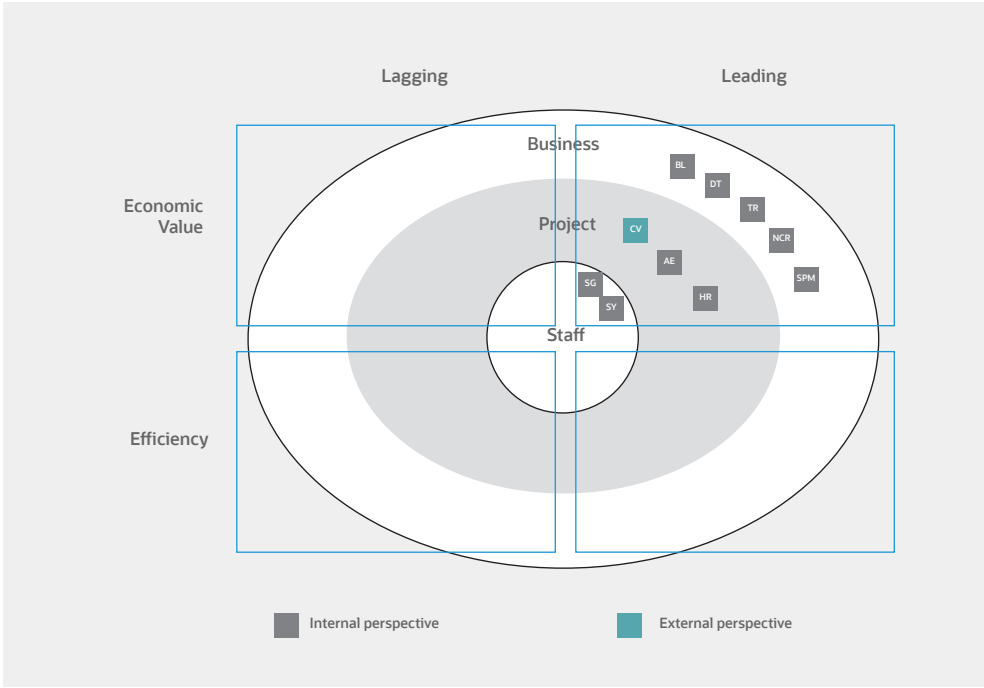 Lagging
Leading
Business
BL
DT
Economic
Value
TR
Project
CV
NCR
AE
SPM
SG
HR
SY
Staff
Efficiency
Internal perspective
External perspective